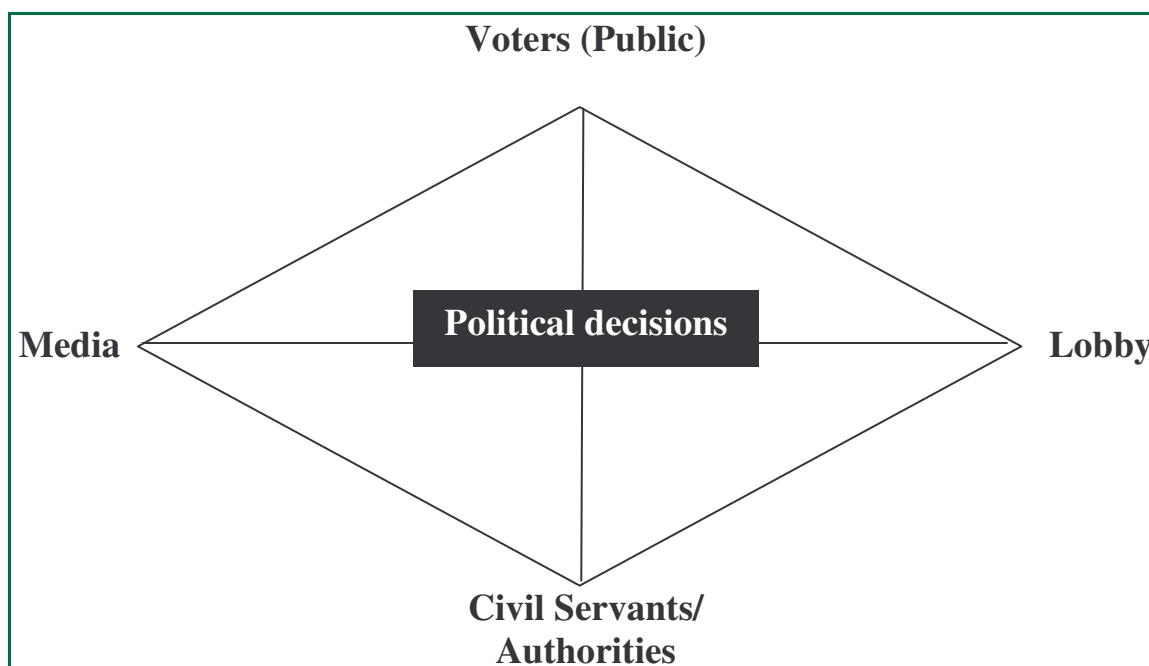 Voters (Public)
Political decisions
Media
Lobby
Civil Servants/
Authorities